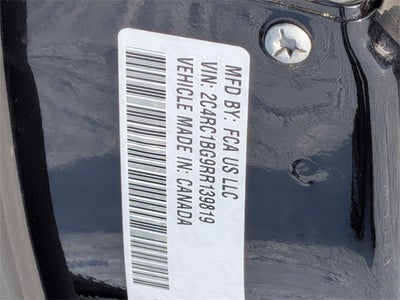 MFD BY: FCA US LLC
VIN: 2C4RC1BG9RR139819
VEHICLE MADE IN: CANADA